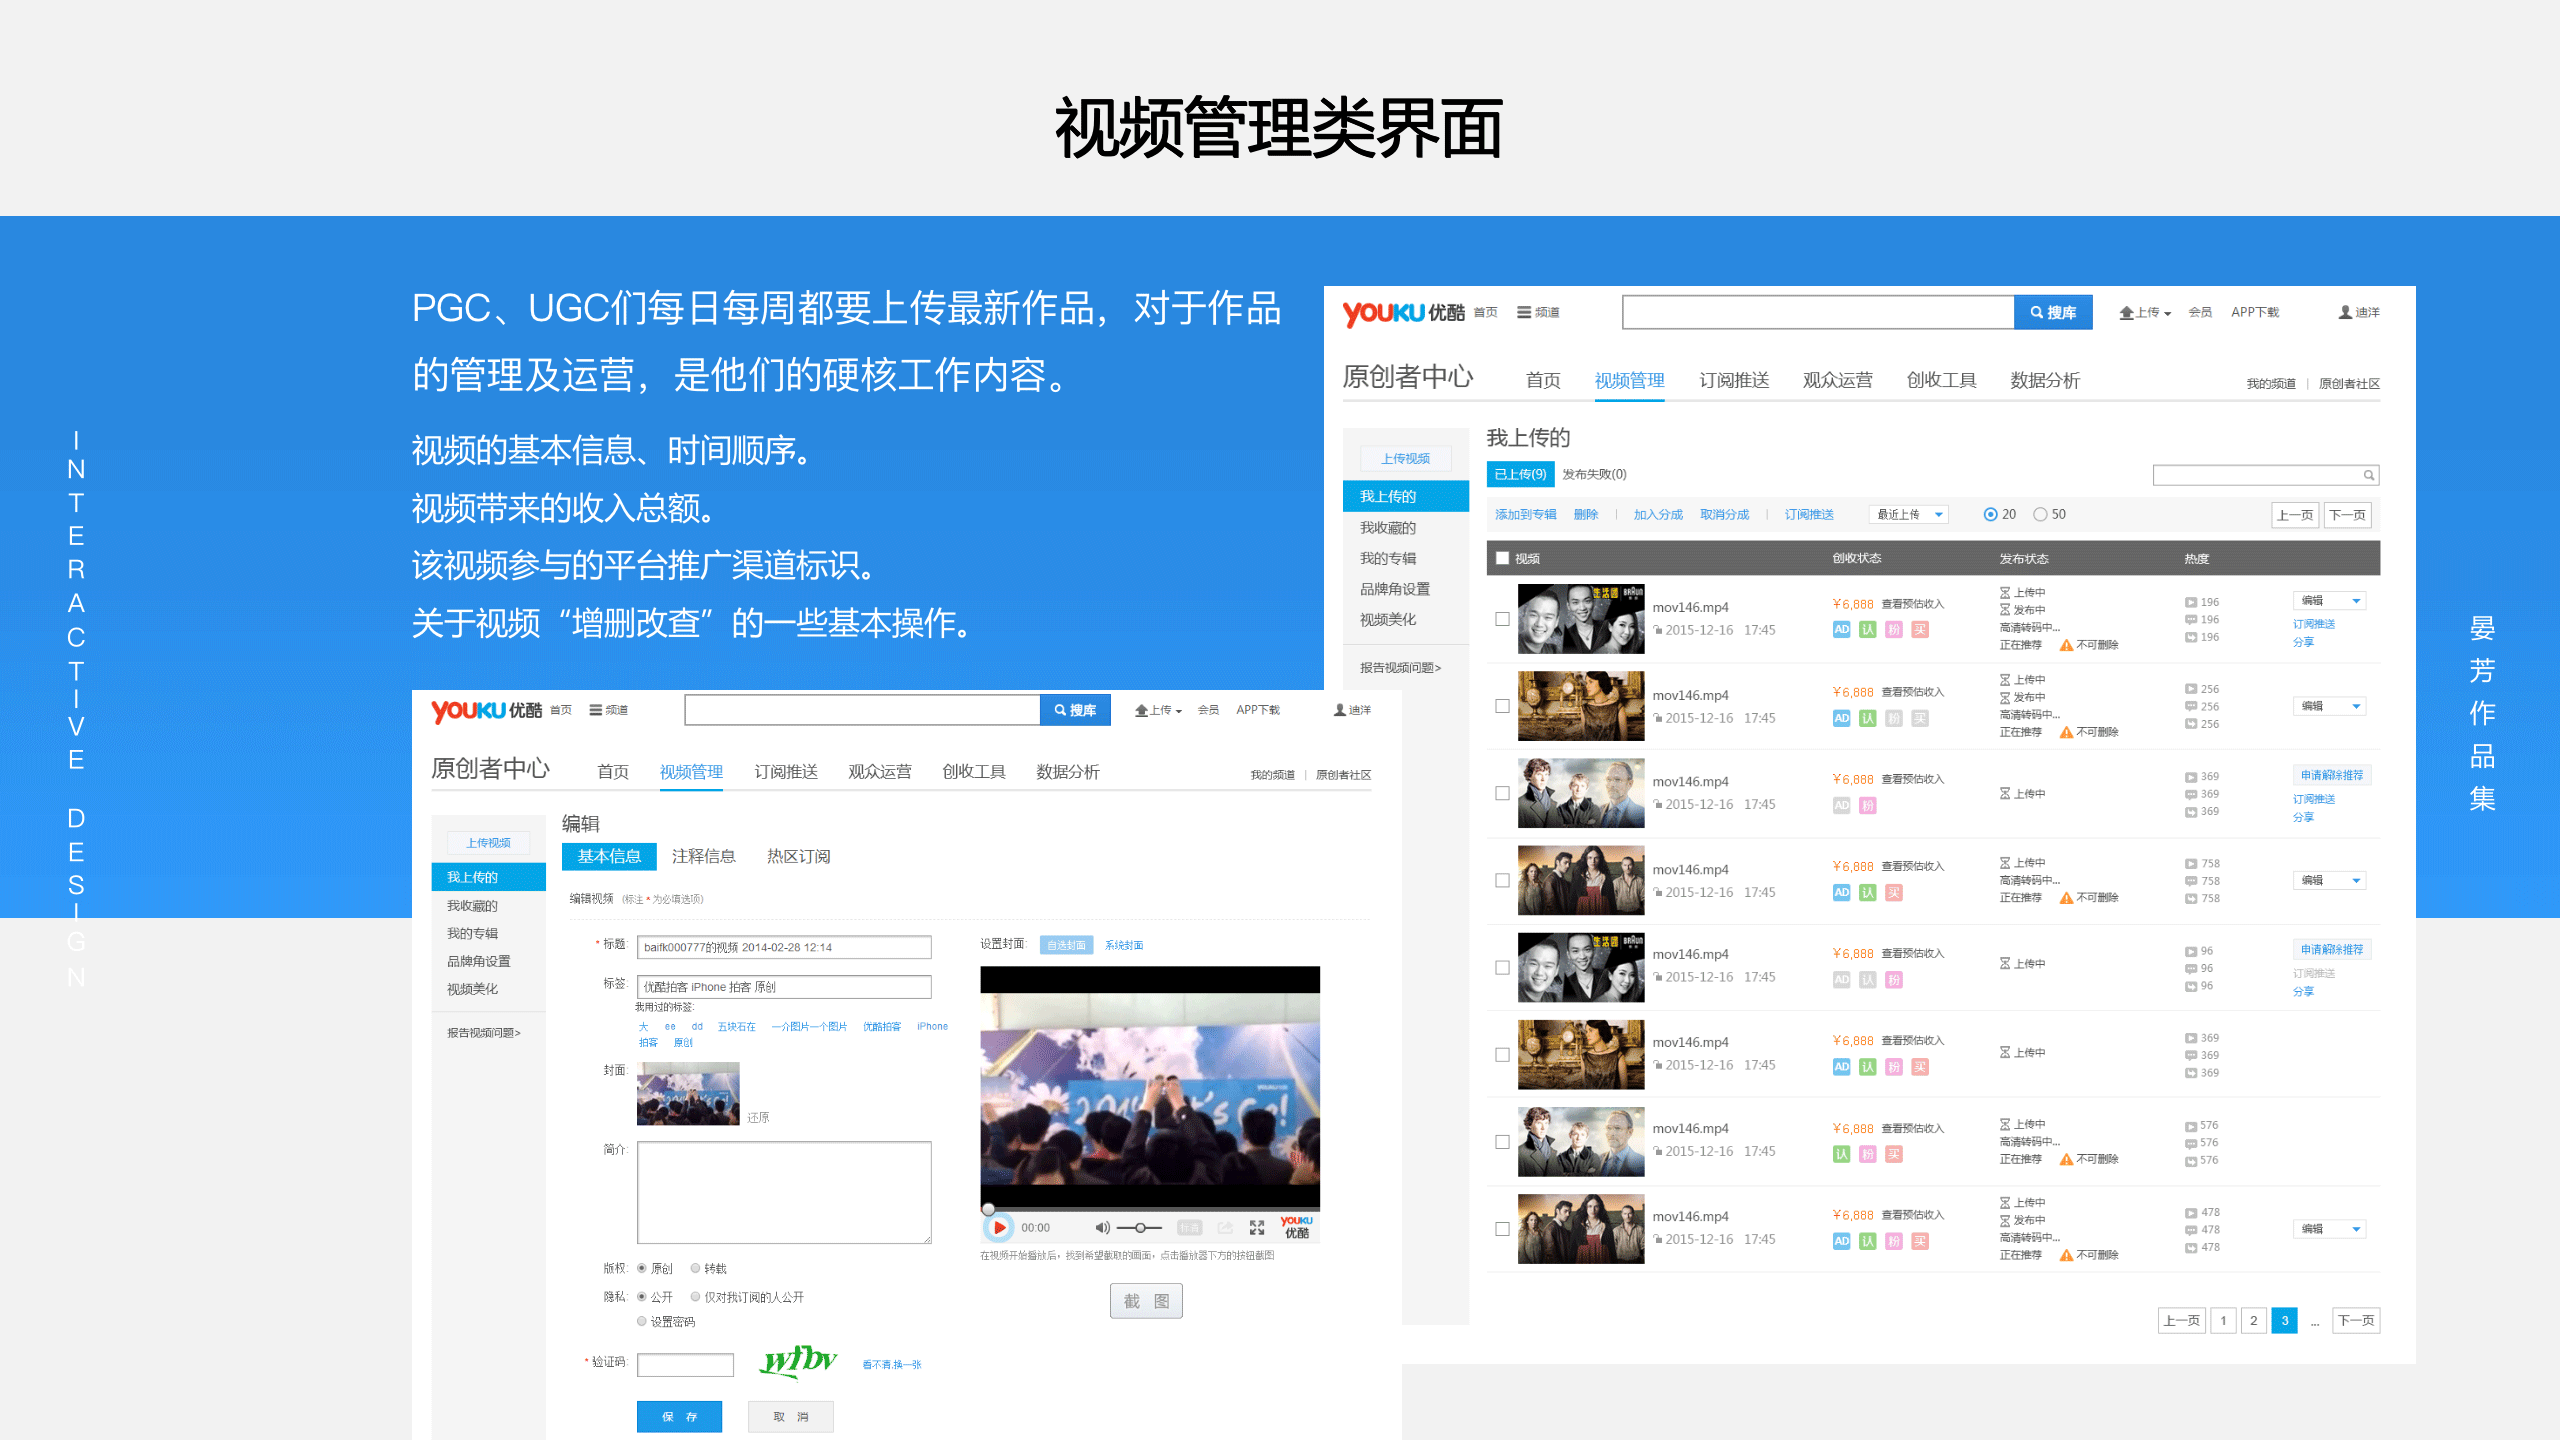 视频管理类界面
PGC、UGC们每日每周都要上传最新作品，对于作品
的管理及运营，是他们的硬核工作内容。
视频的基本信息、时间顺序。
视频带来的收入总额。
该视频参与的平台推广渠道标识。
关于视频“增删改查”的一些基本操作。
INTERACTIVE DESIGN
晏芳作品集
YOUKU 优酷 首页 频道 搜库 上传 会员 APP下载 迪洋
原创者中心 首页 视频管理 订阅推送 观众运营 创收工具 数据分析 我的频道 | 原创者社区
上传视频
我上传的
我收藏的
我的专辑
品牌角设置
视频美化
报告视频问题>
我上传的
已上传(9) 发布失败(0)
添加到专辑 删除 | 加入分成 取消分成 | 订阅推送 最近上传 20 50 上一页 下一页
视频 创收状态 发布状态 热度
mov146.mp4
2015-12-16 17:45
￥6,888 查看预估收入
AD 认 粉 买
上传中
发布中
高清转码中...
正在推荐 不可删除
196
196
196
编辑
订阅推送
分享
mov146.mp4
2015-12-16 17:45
￥6,888 查看预估收入
AD 认 粉 买
上传中
发布中
高清转码中...
正在推荐 不可删除
256
256
256
编辑
mov146.mp4
2015-12-16 17:45
￥6,888 查看预估收入
AD 粉
上传中
369
369
369
申请解除推荐
订阅推送
分享
mov146.mp4
2015-12-16 17:45
￥6,888 查看预估收入
AD 认 买
上传中
高清转码中...
正在推荐 不可删除
758
758
758
编辑
mov146.mp4
2015-12-16 17:45
￥6,888 查看预估收入
AD 认 粉
上传中
96
96
96
申请解除推荐
订阅推送
分享
mov146.mp4
2015-12-16 17:45
￥6,888 查看预估收入
AD 认 粉 买
上传中
369
369
369
mov146.mp4
2015-12-16 17:45
￥6,888 查看预估收入
认 粉 买
上传中
高清转码中...
正在推荐 不可删除
576
576
576
mov146.mp4
2015-12-16 17:45
￥6,888 查看预估收入
AD 认 粉 买
上传中
发布中
高清转码中...
正在推荐 不可删除
478
478
478
编辑
上一页 1 2 3 ... 下一页
YOUKU 优酷 首页 频道 搜库 上传 会员 APP下载 迪洋
原创者中心 首页 视频管理 订阅推送 观众运营 创收工具 数据分析 我的频道 | 原创者社区
上传视频
我上传的
我收藏的
我的专辑
品牌角设置
视频美化
报告视频问题>
编辑
基本信息 注释信息 热区订阅
编辑视频 (标注 * 为必填选项)
* 标题: baifk000777的视频 2014-02-28 12:14
标签: 优酷拍客 iPhone 拍客 原创
我用过的标签:
大 ee dd 五块石在 一介图片一个图片 优酷拍客 iPhone
拍客 原创
封面: 还原
简介:
版权: 原创 转载
隐私: 公开 仅对我订阅的人公开
设置密码
* 验证码: wfbv 看不清,换一张
保 存 取 消
设置封面: 自选封面 系统封面
00:00 标清 YOUKU 优酷
在视频开始播放后，找到希望截取的画面，点击播放器下方的按钮截图
截 图